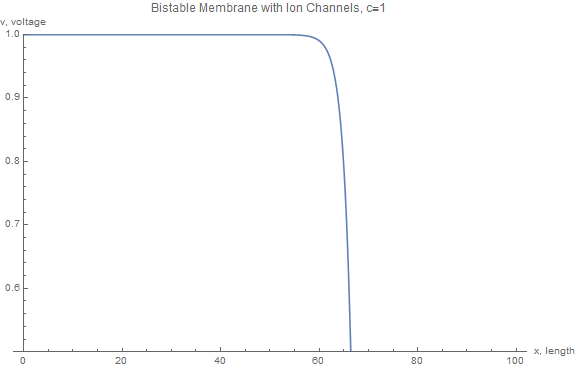 Bistable Membrane with Ion Channels, c=1
v, voltage
1.0
0.9
0.8
0.7
0.6
0 20 40 60 80 100 x, length